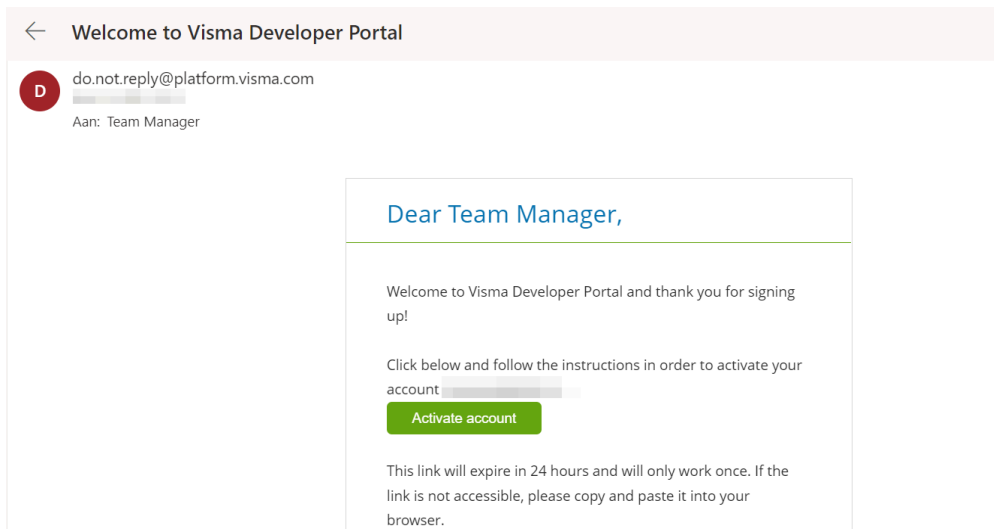 Welcome to Visma Developer Portal
D
do.not.reply@platform.visma.com
Aan: Team Manager
Dear Team Manager,
Welcome to Visma Developer Portal and thank you for signing
up!
Click below and follow the instructions in order to activate your
account
Activate account
This link will expire in 24 hours and will only work once. If the
link is not accessible, please copy and paste it into your
browser.